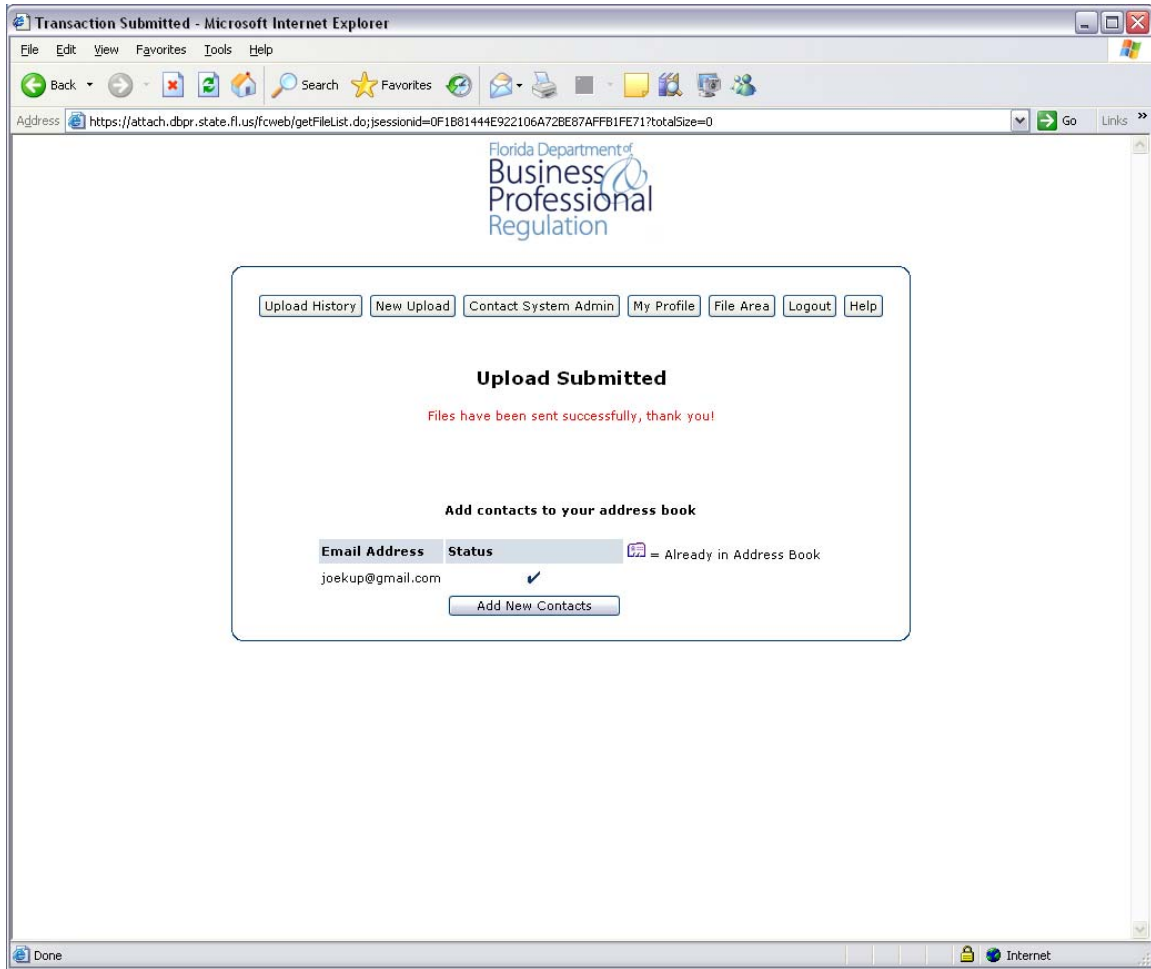 Transaction Submitted - Microsoft Internet Explorer
File Edit View Favorites Tools Help
Back Search Favorites
Address https://attach.dbpr.state.fl.us/fcweb/getFileList.do;jsessionid=0F1B81444E922106A72BE87AFFB1FE71?totalSize=0 Go Links »
Florida Department of
Business &
Professional
Regulation
Upload History New Upload Contact System Admin My Profile File Area Logout Help
Upload Submitted
Files have been sent successfully, thank you!
Add contacts to your address book
Email Address Status = Already in Address Book
joekup@gmail.com ✔
Add New Contacts
Done Internet